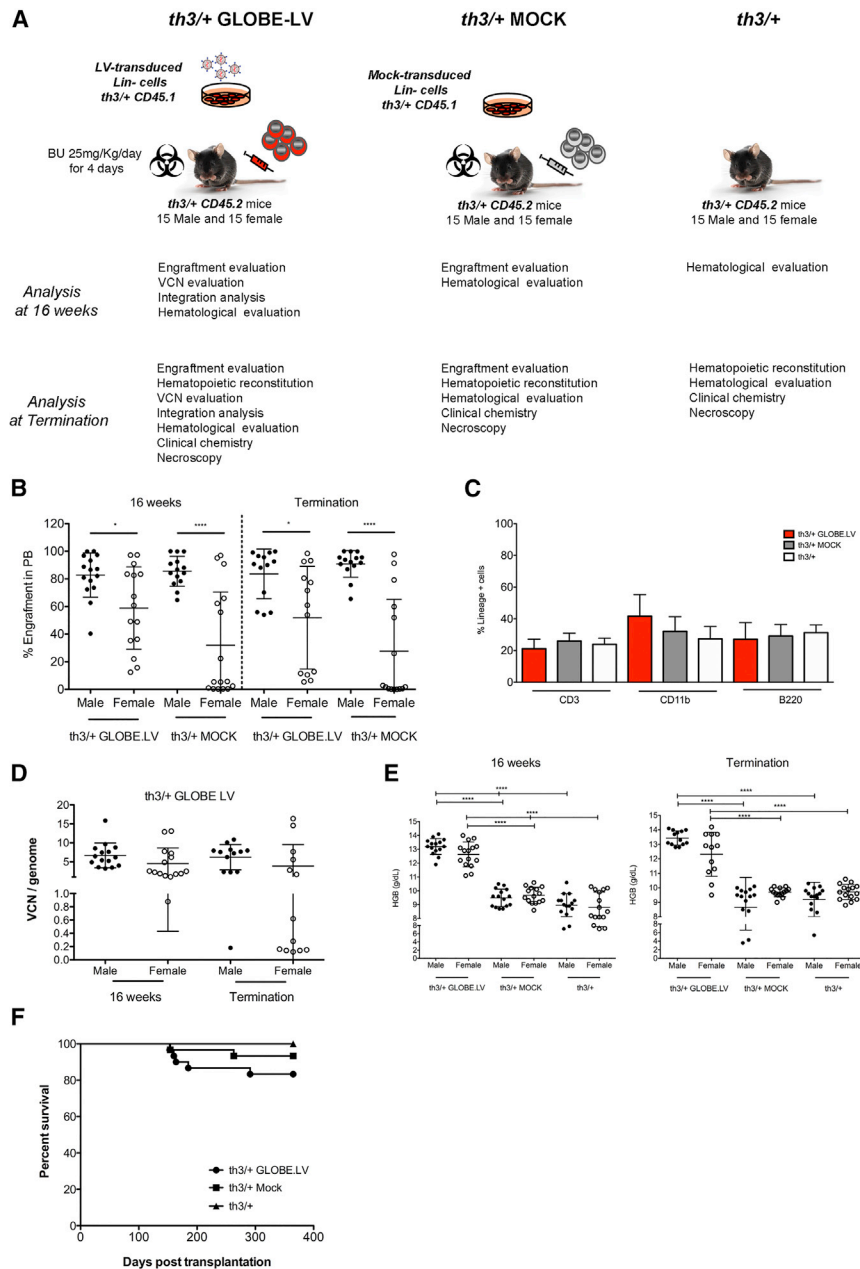 A
th3/+ GLOBE-LV
th3/+ MOCK
th3/+
LV-transduced
Lin- cells
th3/+ CD45.1
Mock-transduced
Lin- cells
th3/+ CD45.1
BU 25mg/Kg/day
for 4 days
th3/+ CD45.2 mice
15 Male and 15 female
th3/+ CD45.2 mice
15 Male and 15 female
th3/+ CD45.2 mice
15 Male and 15 female
Analysis
at 16 weeks
Engraftment evaluation
VCN evaluation
Integration analysis
Hematological evaluation
Engraftment evaluation
Hematological evaluation
Hematological evaluation
Analysis
at Termination
Engraftment evaluation
Hematopoietic reconstitution
VCN evaluation
Integration analysis
Hematological evaluation
Clinical chemistry
Necroscopy
Engraftment evaluation
Hematopoietic reconstitution
Hematological evaluation
Clinical chemistry
Necroscopy
Hematopoietic reconstitution
Hematological evaluation
Clinical chemistry
Necroscopy
B
16 weeks
Termination
* **** * ****
% Engrafment in PB
120
100
80
60
40
20
0
Male Female Male Female Male Female Male Female
th3/+ GLOBE.LV th3/+ MOCK th3/+ GLOBE.LV th3/+ MOCK
C
% Lineage + cells
100
80
60
40
20
0
th3/+ GLOBE.LV
th3/+ MOCK
th3/+
CD3 CD11b B220
D
th3/+ GLOBE LV
VCN / genome
20
15
10
5
1.0
0.8
0.6
0.4
0.2
0.0
Male Female Male Female
16 weeks Termination
E
16 weeks
****
****
****
****
HGB (g/dL)
15
14
13
12
11
10
9
8
8
6
4
2
0
Male Female Male Female Male Female
th3/+ GLOBE.LV th3/+ MOCK th3/+
Termination
****
****
****
****
HGB (g/dL)
15
14
13
12
11
10
9
8
8
6
4
2
0
Male Female Male Female Male Female
th3/+ GLOBE.LV th3/+ MOCK th3/+
F
Percent survival
100
80
60
40
20
0
th3/+ GLOBE.LV
th3/+ Mock
th3/+
0 100 200 300 400
Days post transplantation